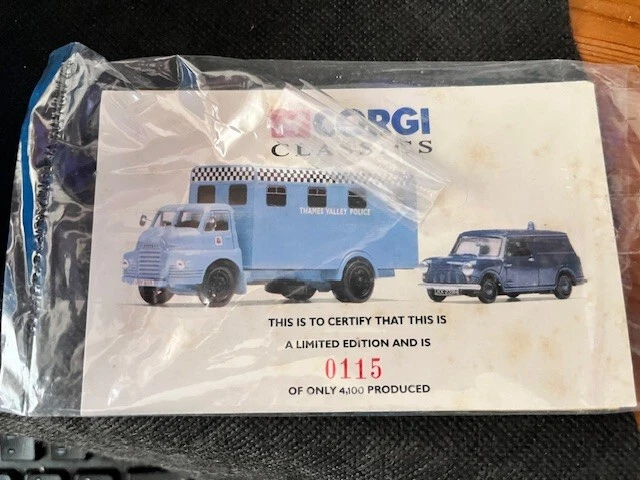 CORGI
CLASSICS
THAMES VALLEY POLICE
THIS IS TO CERTIFY THAT THIS IS
A LIMITED EDITION AND IS
0115
OF ONLY 4,100 PRODUCED